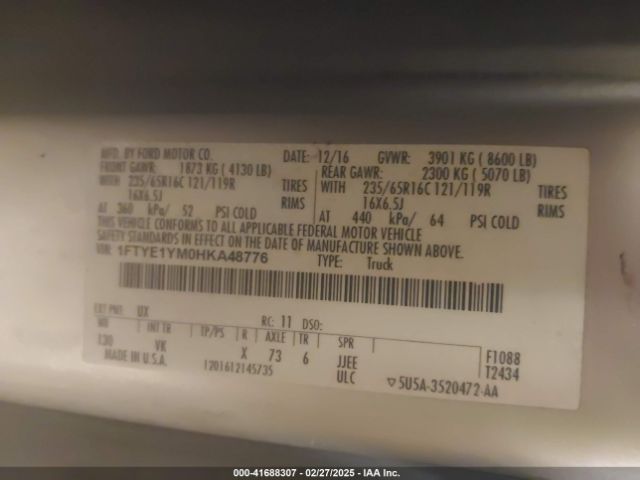 MFD. BY FORD MOTOR CO. DATE: 12/16 GVWR: 3901 KG ( 8600 LB)
FRONT GAWR: 1873 KG ( 4130 LB) REAR GAWR: 2300 KG ( 5070 LB)
WITH 235/65R16C 121/119R TIRES WITH 235/65R16C 121/119R TIRES
16X6.5J RIMS 16X6.5J RIMS
AT 360 kPa/ 52 PSI COLD AT 440 kPa/ 64 PSI COLD
THIS VEHICLE CONFORMS TO ALL APPLICABLE FEDERAL MOTOR VEHICLE
SAFETY STANDARDS IN EFFECT ON THE DATE OF MANUFACTURE SHOWN ABOVE.
VIN: 1FTYE1YM0HKA48776 TYPE: Truck
EXT PNT: UX RC: 11 DSO:
WB INT TR TP/PS R AXLE TR SPR
130 VK X 73 6 JJEE F1088
MADE IN U.S.A. 1201612145735 ULC T2434
5U5A-3520472-AA
000-41688307 • 02/27/2025 • IAA Inc.